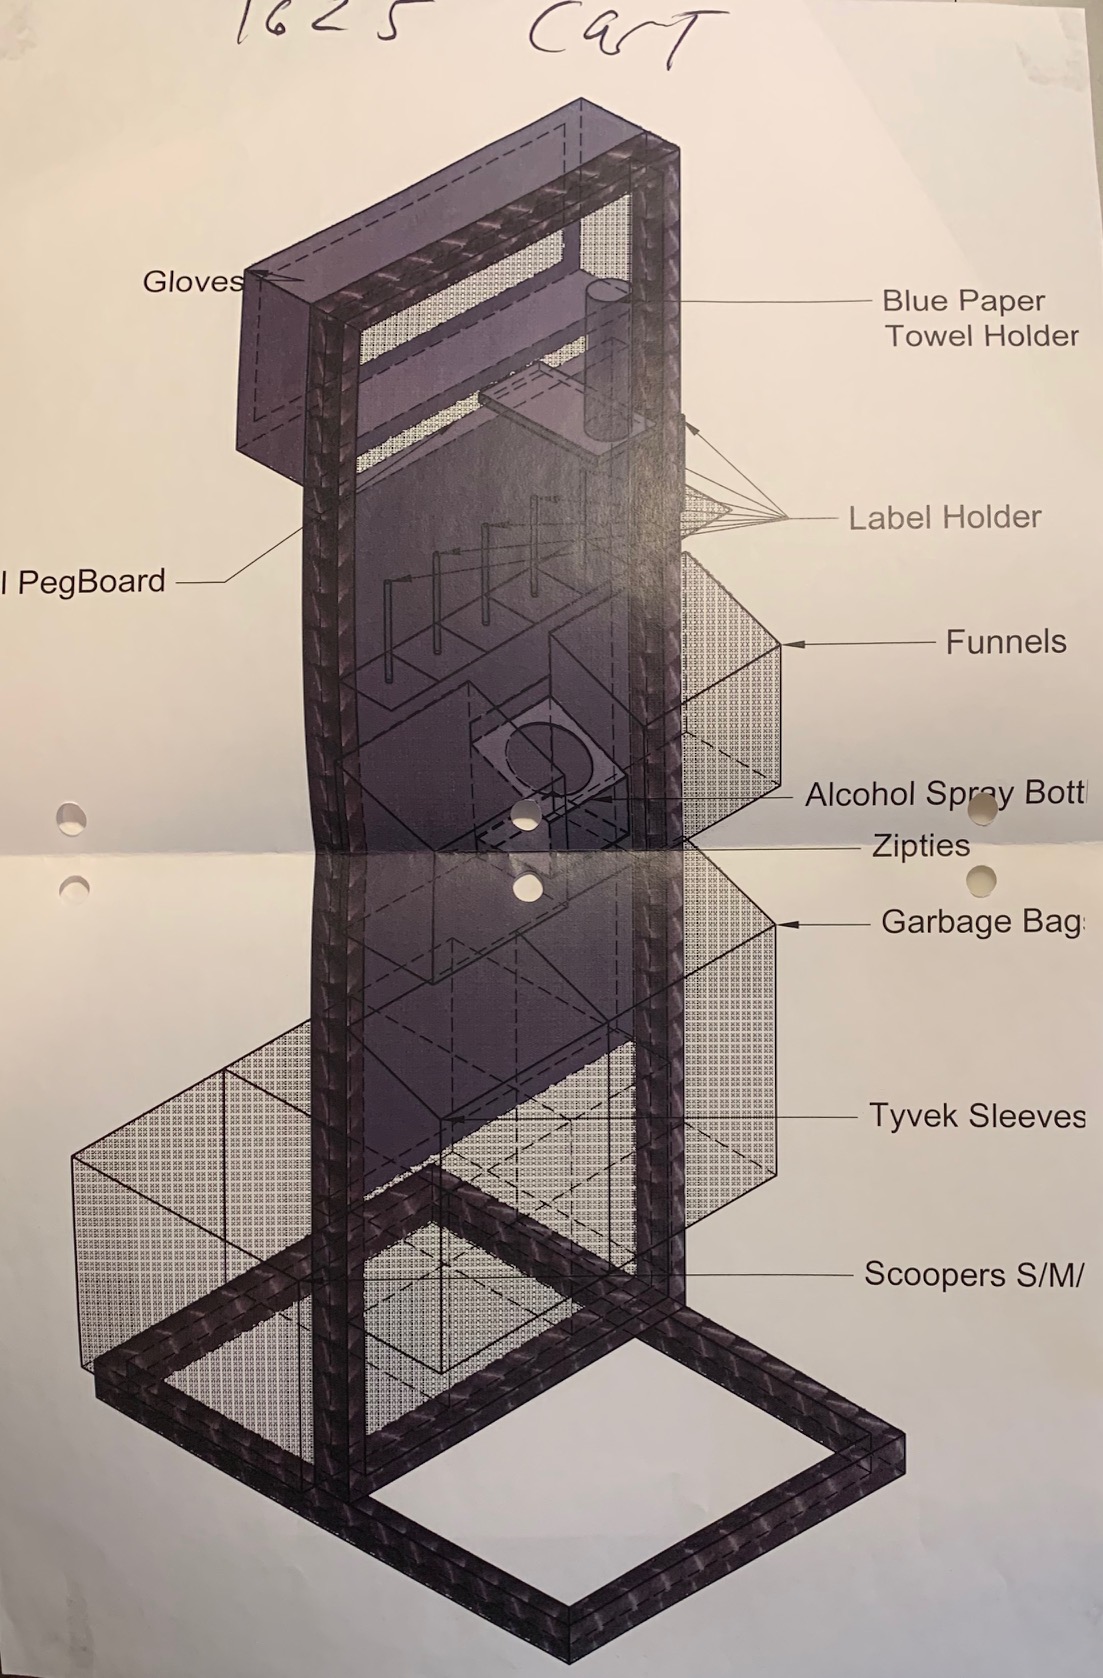 1625 Cart
Gloves
Blue Paper
Towel Holder
Label Holder
l PegBoard
Funnels
Alcohol Spray Bottl
Zipties
Garbage Bags
Tyvek Sleeves
Scoopers S/M/